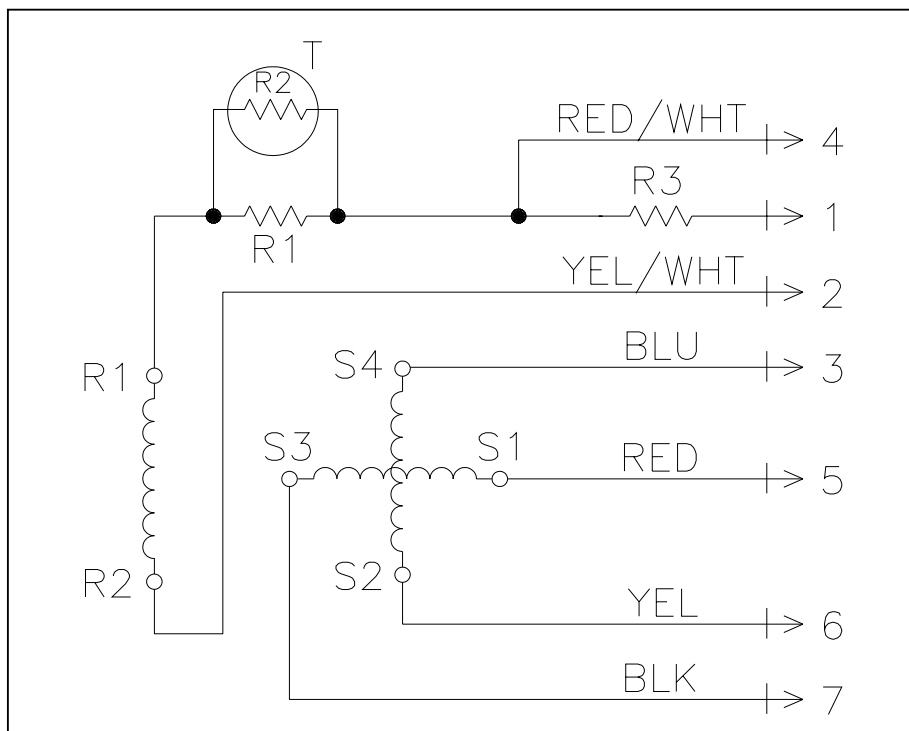 T
R2
RED/WHT
4
R3
1
R1
YEL/WHT
2
BLU
3
R1
S4
S3
S1
RED
5
R2
S2
YEL
6
BLK
7